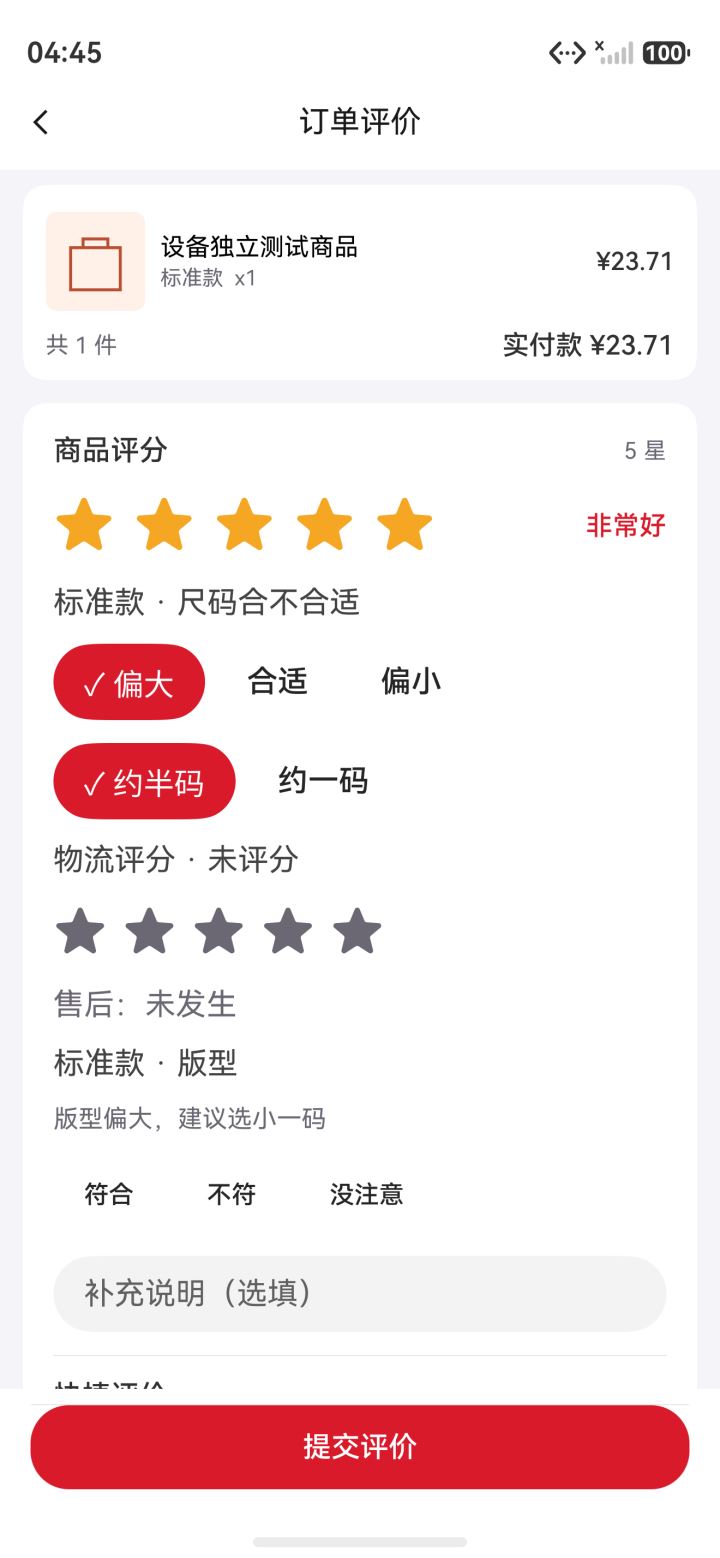 04:45
100
订单评价
设备独立测试商品
标准款 x1
¥23.71
共 1 件
实付款 ¥23.71
商品评分
5 星
非常好
标准款 · 尺码合不合适
✓ 偏大
合适
偏小
✓ 约半码
约一码
物流评分 · 未评分
售后：未发生
标准款 · 版型
版型偏大，建议选小一码
符合
不符
没注意
补充说明（选填）
快捷评价
提交评价